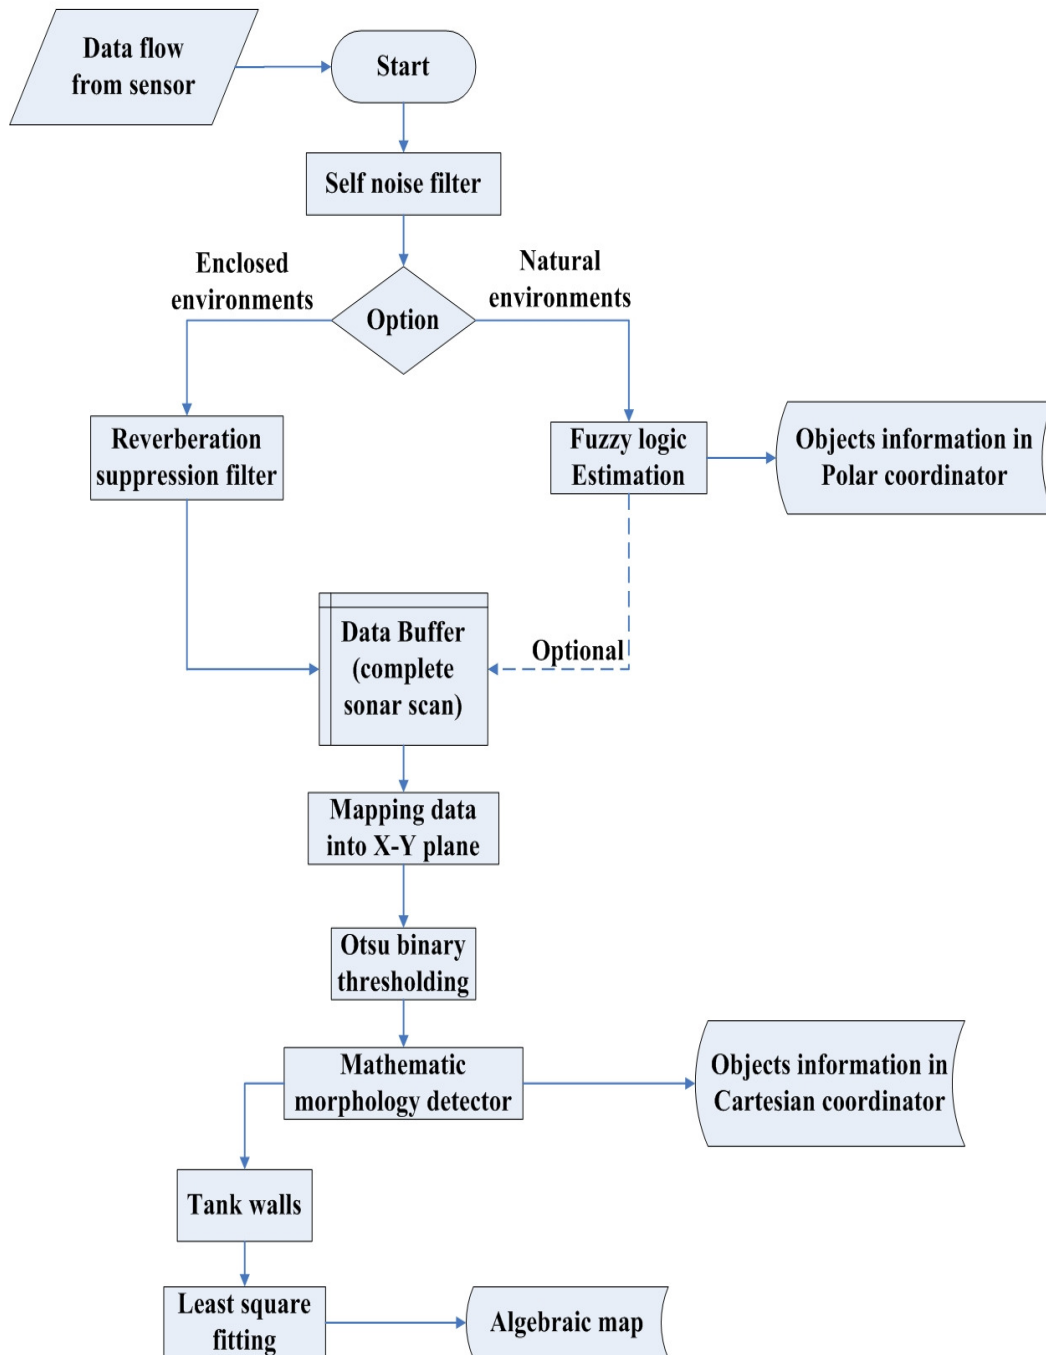 Data flow
from sensor
Start
Self noise filter
Enclosed
environments
Natural
environments
Option
Reverberation
suppression filter
Fuzzy logic
Estimation
Objects information in
Polar coordinator
Data Buffer
(complete
sonar scan)
Optional
Mapping data
into X-Y plane
Otsu binary
thresholding
Mathematic
morphology detector
Objects information in
Cartesian coordinator
Tank walls
Least square
fitting
Algebraic map